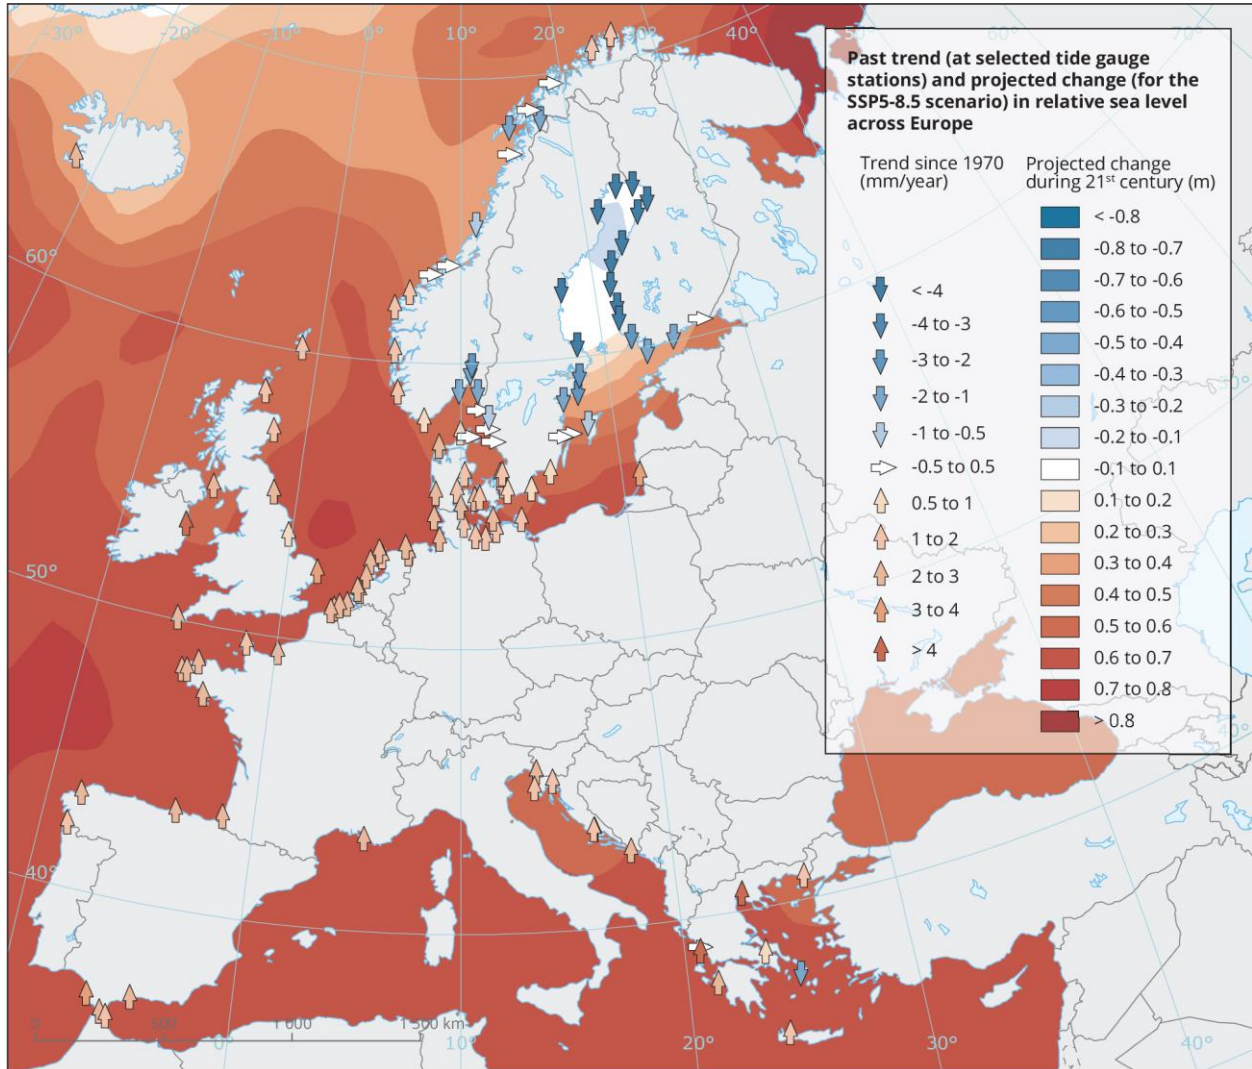 -30°
-20°
-10°
0°
10°
20°
30°
40°
50°
60°
70°
Past trend (at selected tide gauge
stations) and projected change (for the
SSP5-8.5 scenario) in relative sea level
across Europe
Trend since 1970
(mm/year)
< -4
-4 to -3
-3 to -2
-2 to -1
-1 to -0.5
-0.5 to 0.5
0.5 to 1
1 to 2
2 to 3
3 to 4
> 4
Projected change
during 21st century (m)
< -0.8
-0.8 to -0.7
-0.7 to -0.6
-0.6 to -0.5
-0.5 to -0.4
-0.4 to -0.3
-0.3 to -0.2
-0.2 to -0.1
-0.1 to 0.1
0.1 to 0.2
0.2 to 0.3
0.3 to 0.4
0.4 to 0.5
0.5 to 0.6
0.6 to 0.7
0.7 to 0.8
> 0.8
60°
50°
50°
40°
40°
0
500
1 000
1 500 km
0°
10°
20°
30°
40°